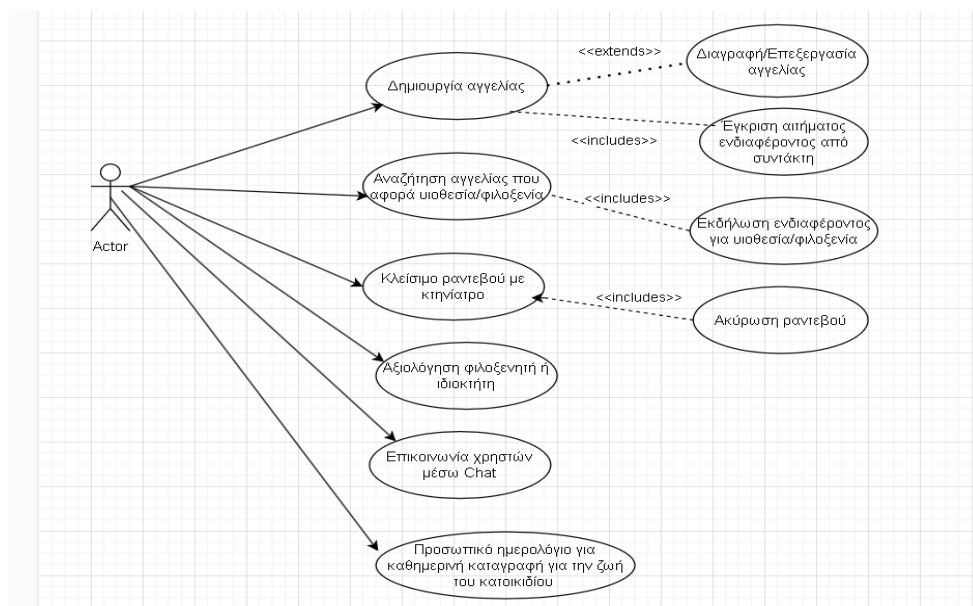 <<extends>>
Διαγραφή/Επεξεργασία
αγγελίας
Δημιουργία αγγελίας
<<includes>>
Έγκριση αιτήματος
ενδιαφέροντος από
συντάκτη
Αναζήτηση αγγελίας που
αφορά υιοθεσία/φιλοξενία
<<includes>>
Εκδήλωση ενδιαφέροντος
για υιοθεσία/φιλοξενία
Actor
Κλείσιμο ραντεβού με
κτηνίατρο
<<includes>>
Ακύρωση ραντεβού
Αξιολόγηση φιλοξενητή ή
ιδιοκτήτη
Επικοινωνία χρηστών
μέσω Chat
Προσωπικό ημερολόγιο για
καθημερινή καταγραφή για την ζωή
του κατοικιδίου